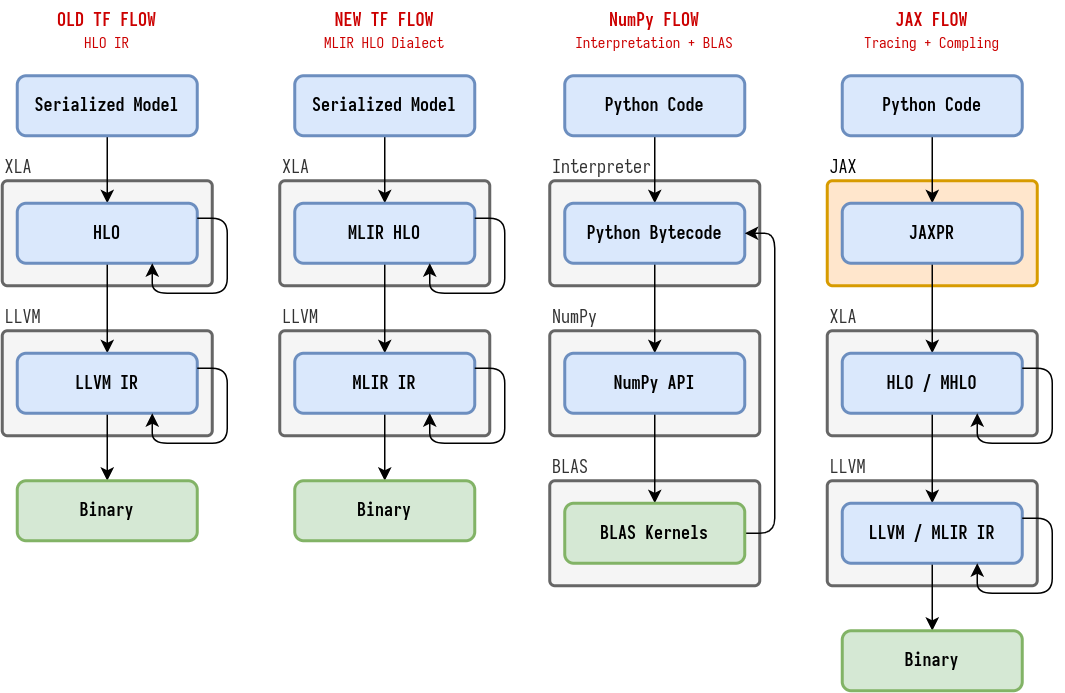 OLD TF FLOW
HLO IR
Serialized Model
XLA
HLO
LLVM
LLVM IR
Binary
NEW TF FLOW
MLIR HLO Dialect
Serialized Model
XLA
MLIR HLO
LLVM
MLIR IR
Binary
NumPy FLOW
Interpretation + BLAS
Python Code
Interpreter
Python Bytecode
NumPy
NumPy API
BLAS
BLAS Kernels
JAX FLOW
Tracing + Compling
Python Code
JAX
JAXPR
XLA
HLO / MHLO
LLVM
LLVM / MLIR IR
Binary